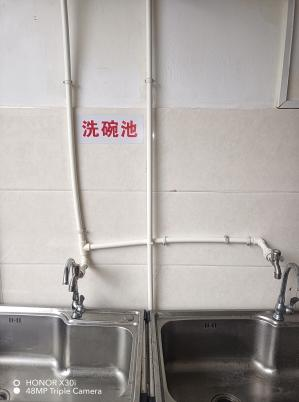 洗碗池
HONOR X30i
48MP Triple Camera